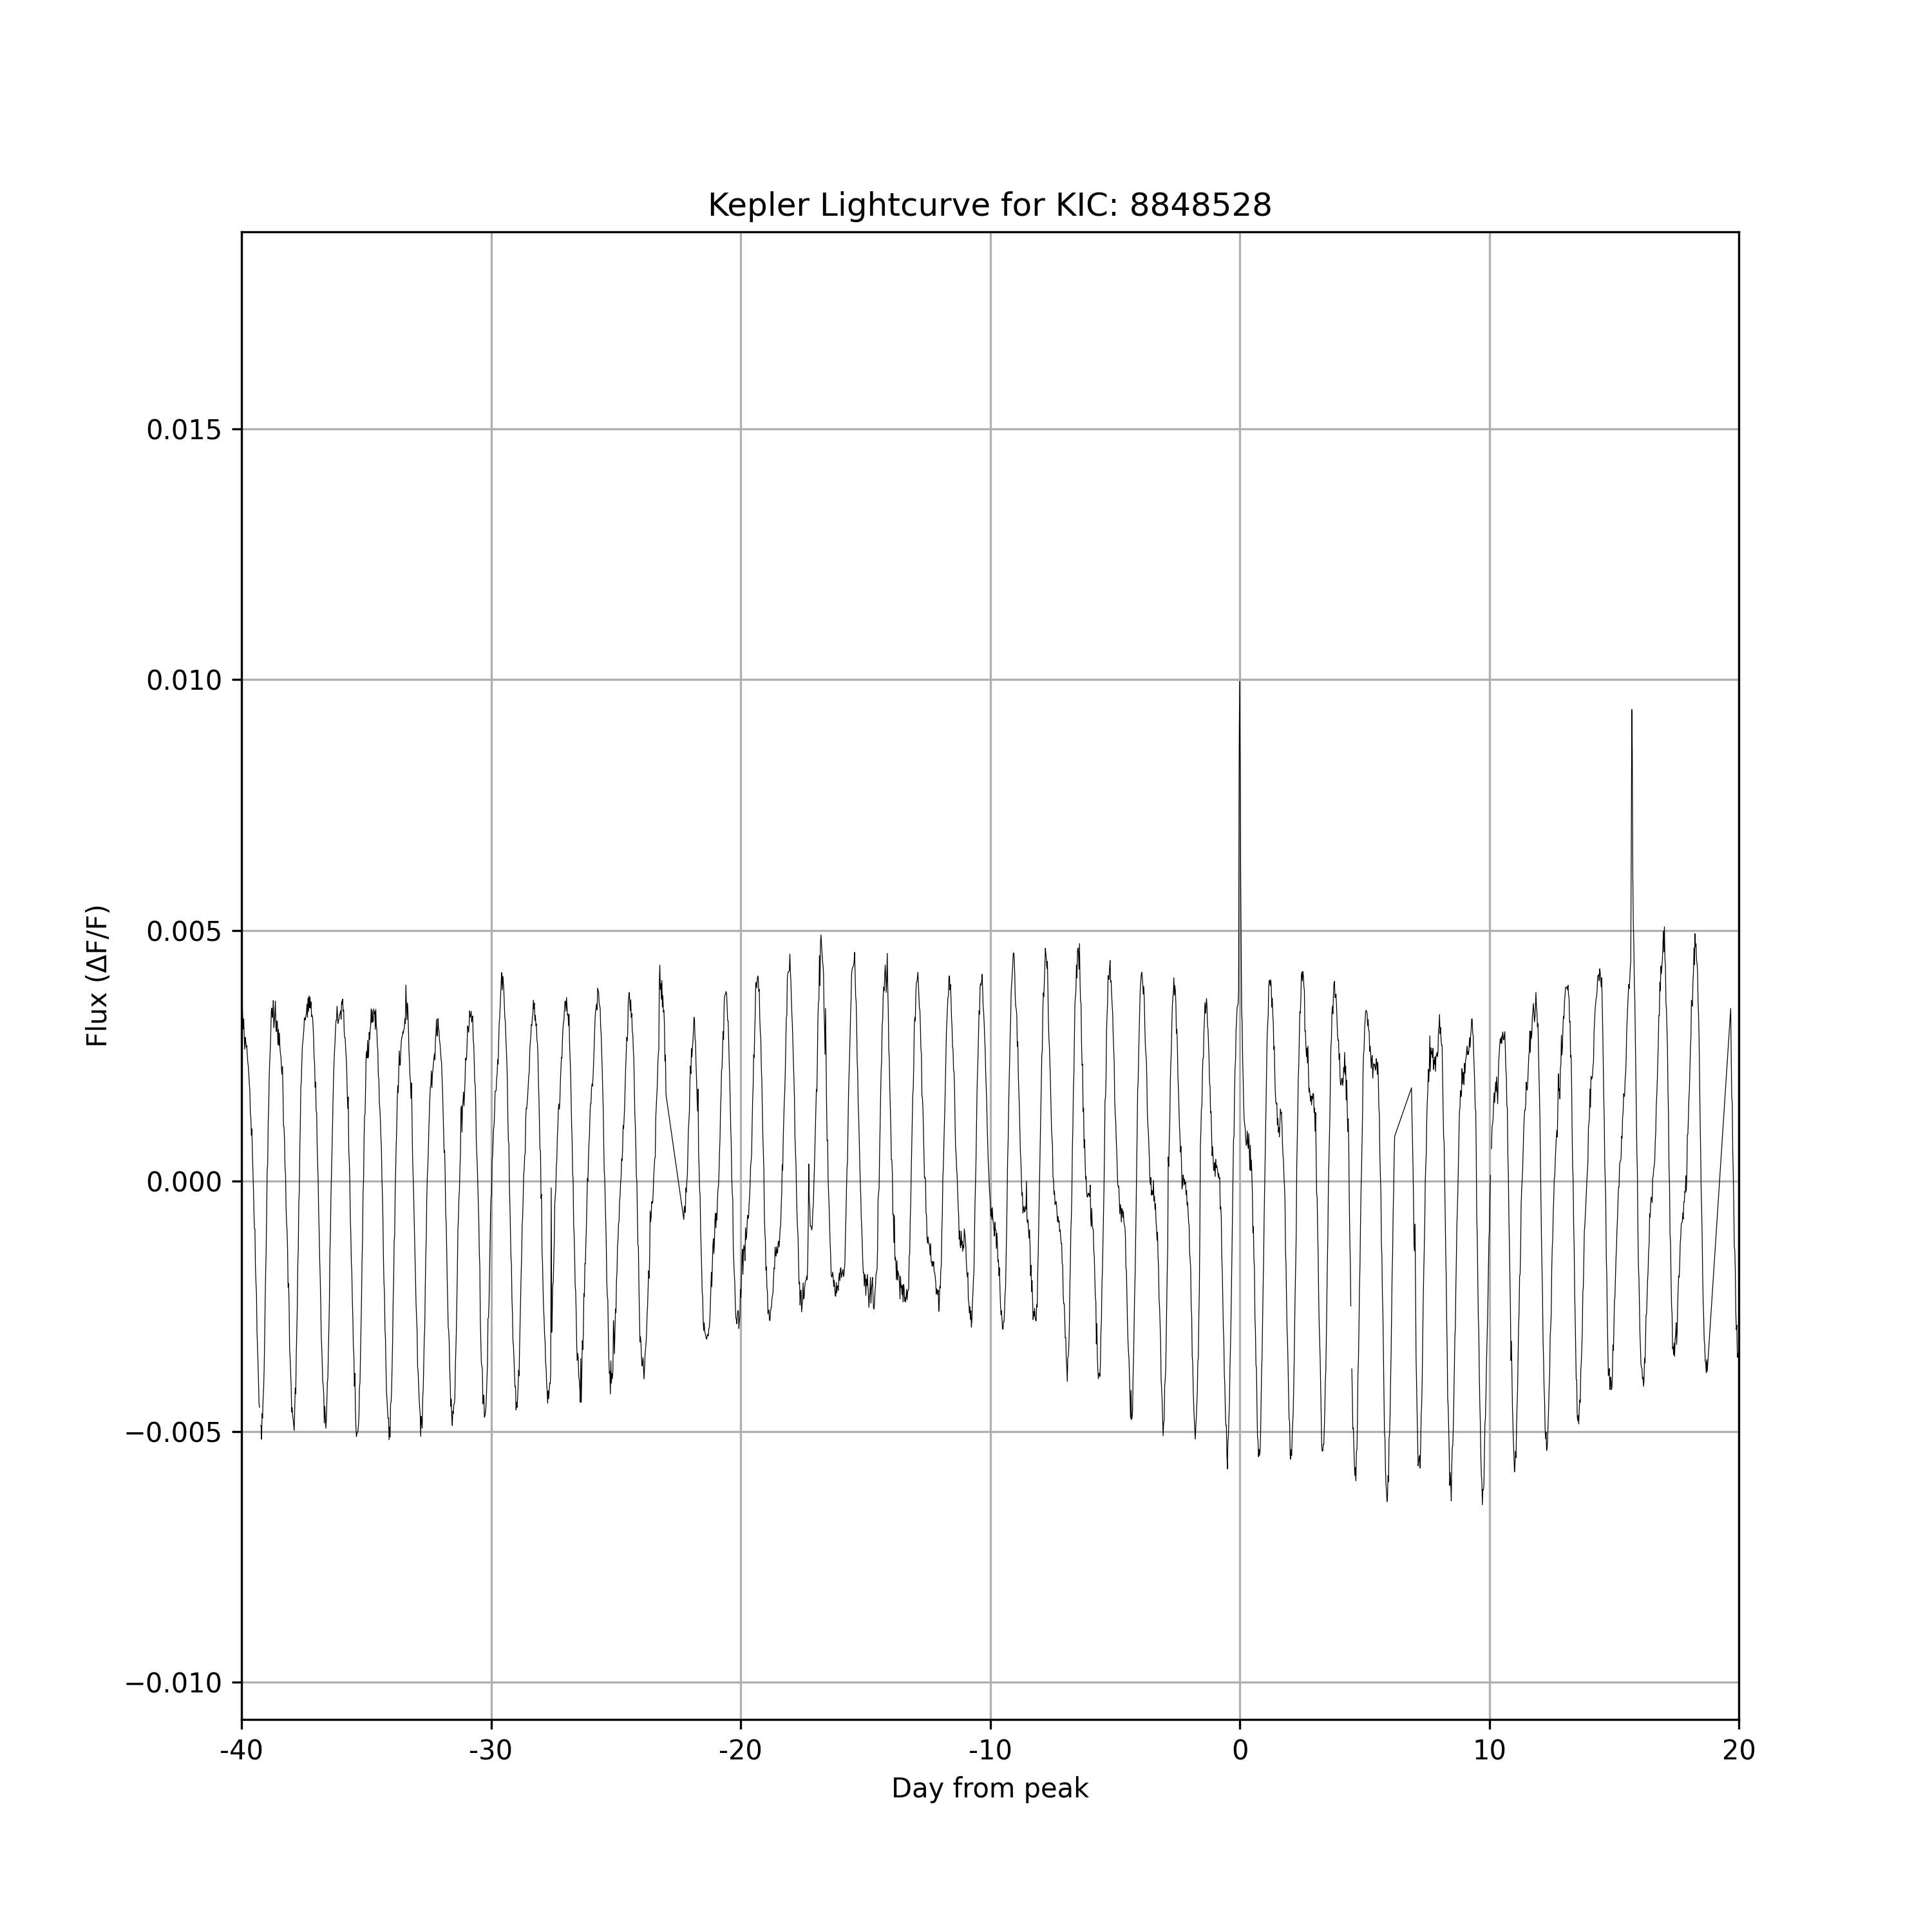 Kepler Lightcurve for KIC: 8848528
Flux (ΔF/F)
0.015
0.010
0.005
0.000
−0.005
−0.010
-40 -30 -20 -10 0 10 20
Day from peak